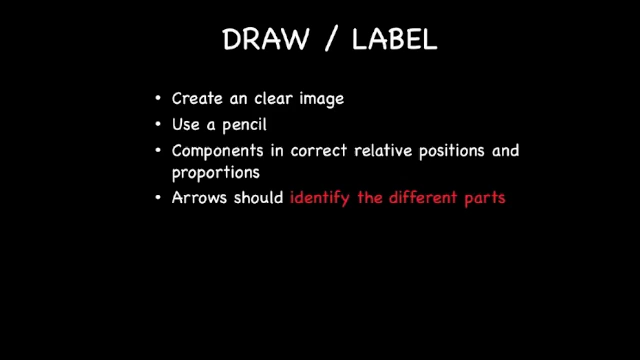 DRAW / LABEL
• Create an clear image
• Use a pencil
• Components in correct relative positions and
proportions
• Arrows should identify the different parts